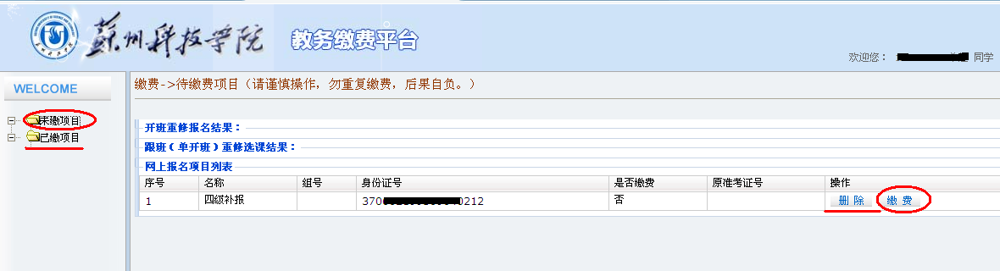 蘇州科技学院 教务缴费平台
欢迎您： 同学
WELCOME
未缴项目
已缴项目
缴费->待缴费项目（请谨慎操作，勿重复缴费，后果自负。）
开班重修报名结果：
跟班（单开班）重修选课结果：
网上报名项目列表
序号 名称 组号 身份证号 是否缴费 原准考证号 操作
1 四级补报 370 0212 否 删 除 缴 费